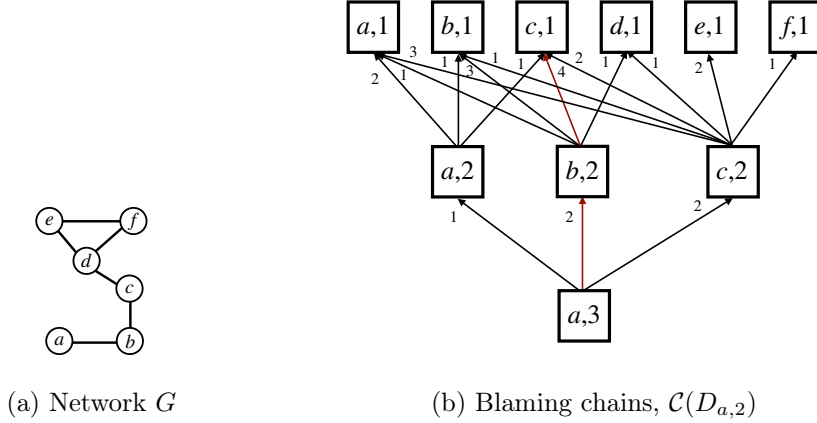 a,1 b,1 c,1 d,1 e,1 f,1
3 1 3 1 1 4 2 1 1 2 1
2 1
a,2 b,2 c,2
1 2 2
e f
d
c
a,3
a b
(a) Network G (b) Blaming chains, C(D_{a,2})